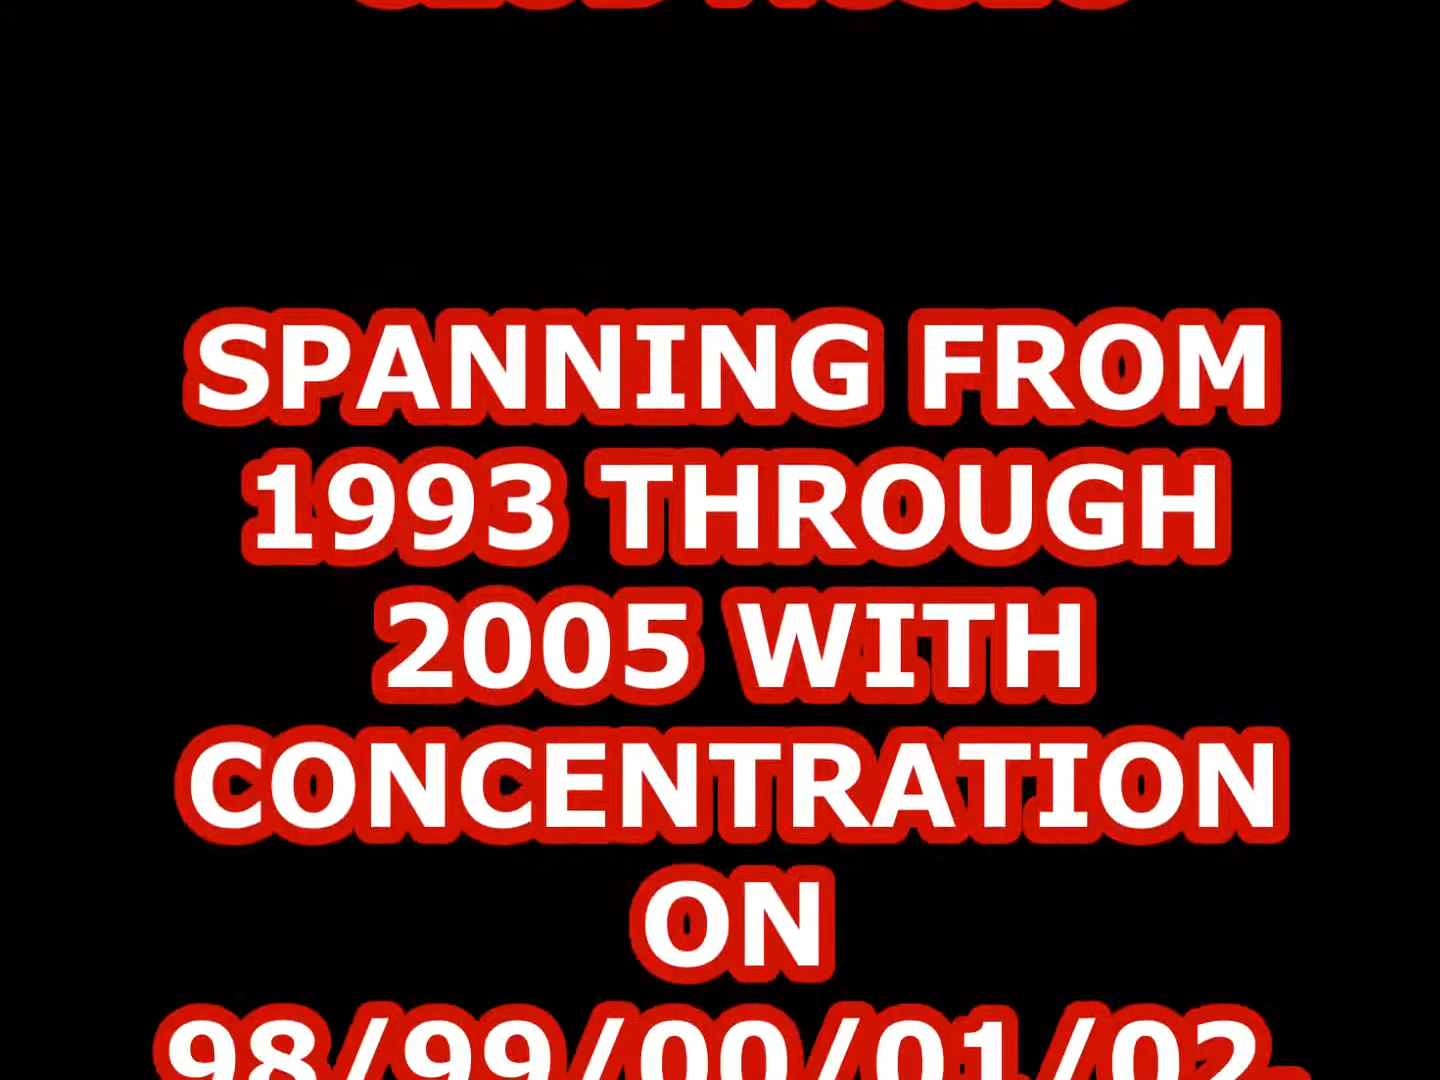 SPANNING FROM
1993 THROUGH
2005 WITH
CONCENTRATION
ON
98/99/00/01/02-